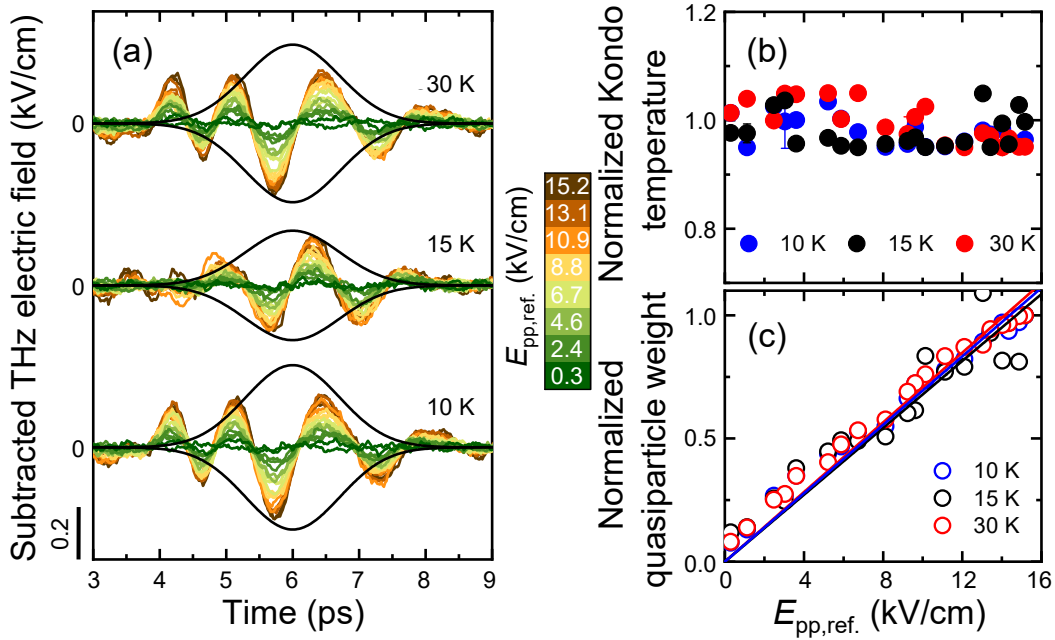 Subtracted THz electric field (kV/cm)
(a)
30 K
0
15 K
0
10 K
0
0.2
3 4 5 6 7 8 9
Time (ps)
E_pp,ref. (kV/cm)
15.2
13.1
10.9
8.8
6.7
4.6
2.4
0.3
Normalized Kondo
temperature
(b)
1.2
1.0
0.8
10 K 15 K 30 K
Normalized
quasiparticle weight
(c)
1.0
0.5
0.0
10 K
15 K
30 K
0 4 8 12 16
E_pp,ref. (kV/cm)